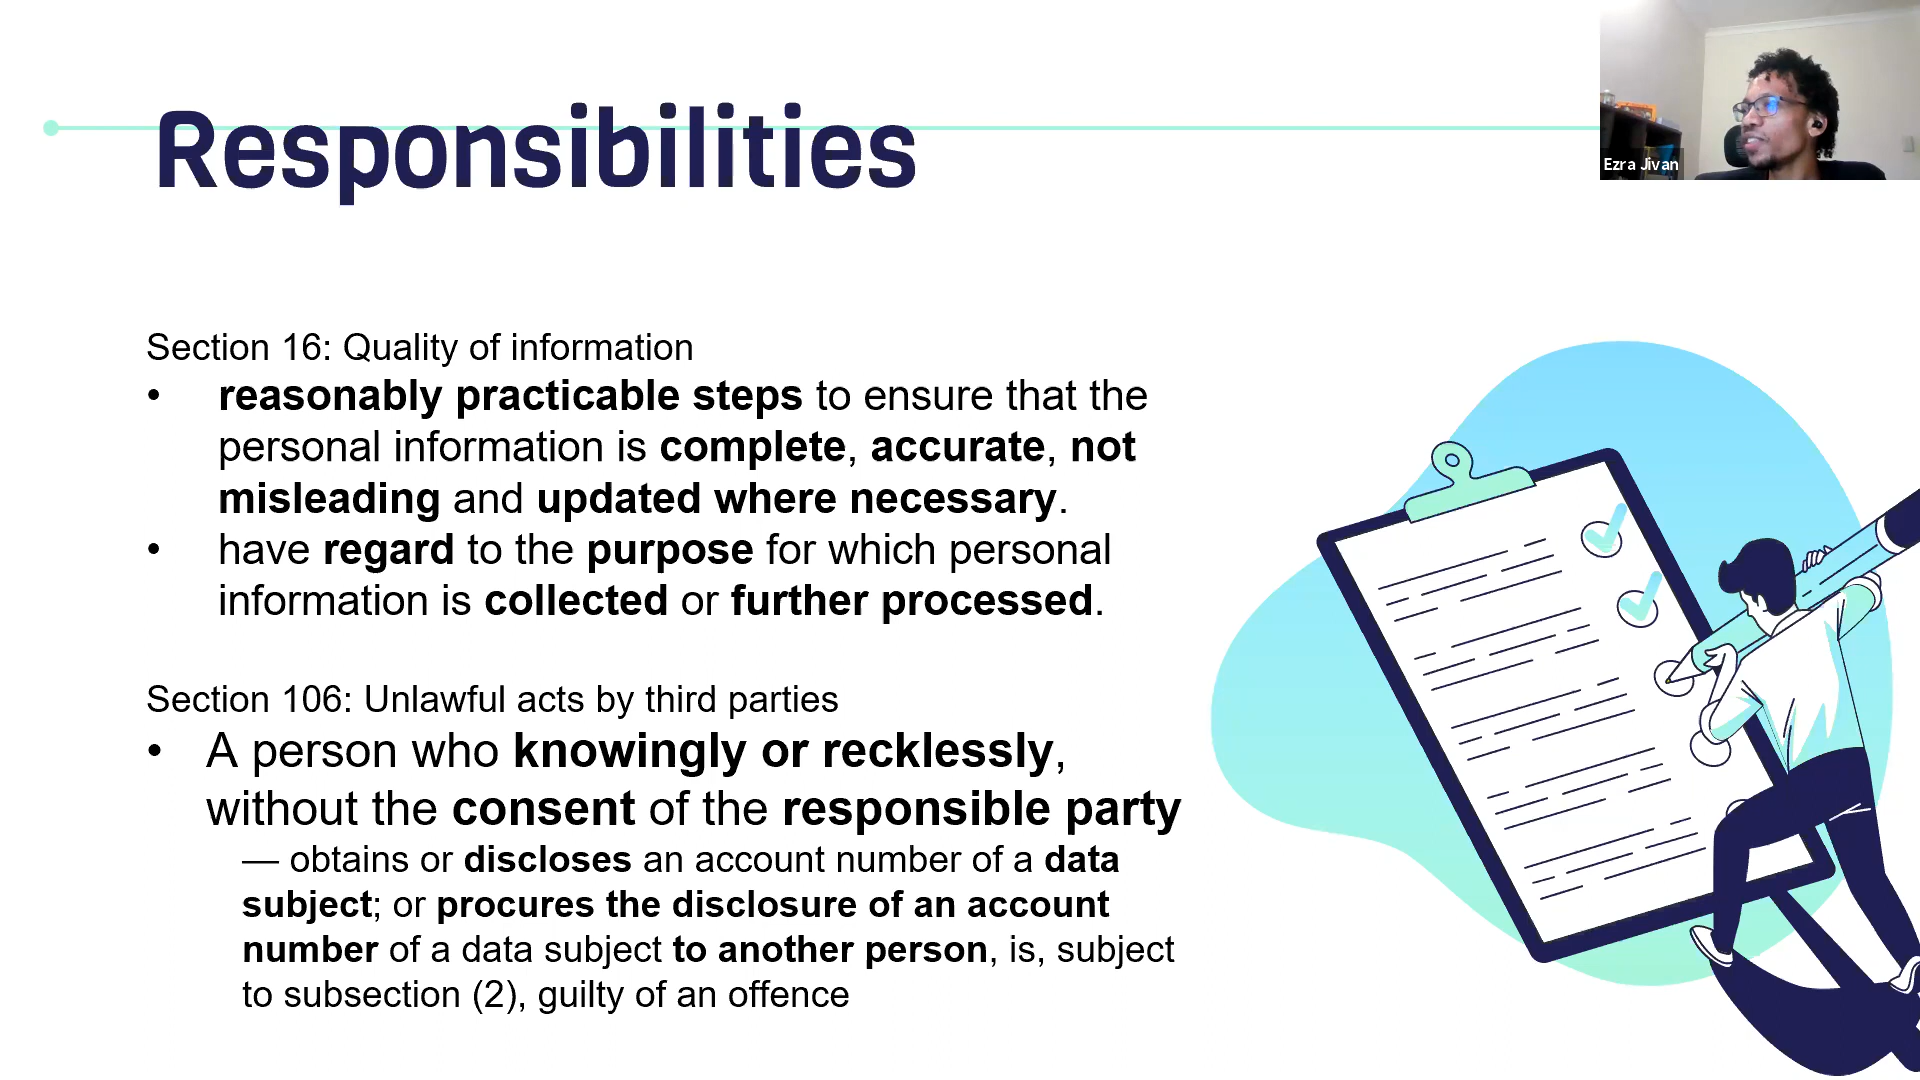 Responsibilities
Ezra Jivan
Section 16: Quality of information
• reasonably practicable steps to ensure that the
personal information is complete, accurate, not
misleading and updated where necessary.
• have regard to the purpose for which personal
information is collected or further processed.
Section 106: Unlawful acts by third parties
• A person who knowingly or recklessly,
without the consent of the responsible party
— obtains or discloses an account number of a data
subject; or procures the disclosure of an account
number of a data subject to another person, is, subject
to subsection (2), guilty of an offence